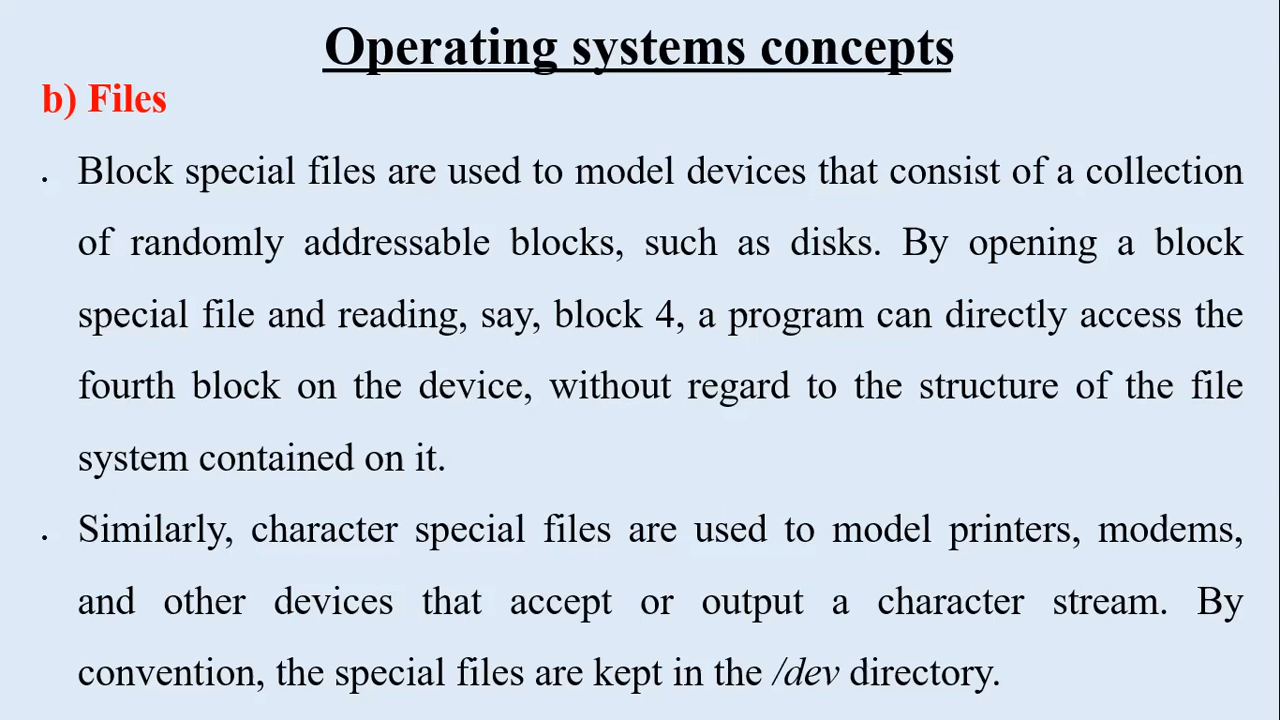 Operating systems concepts
b) Files
. Block special files are used to model devices that consist of a collection
of randomly addressable blocks, such as disks. By opening a block
special file and reading, say, block 4, a program can directly access the
fourth block on the device, without regard to the structure of the file
system contained on it.
. Similarly, character special files are used to model printers, modems,
and other devices that accept or output a character stream. By
convention, the special files are kept in the /dev directory.